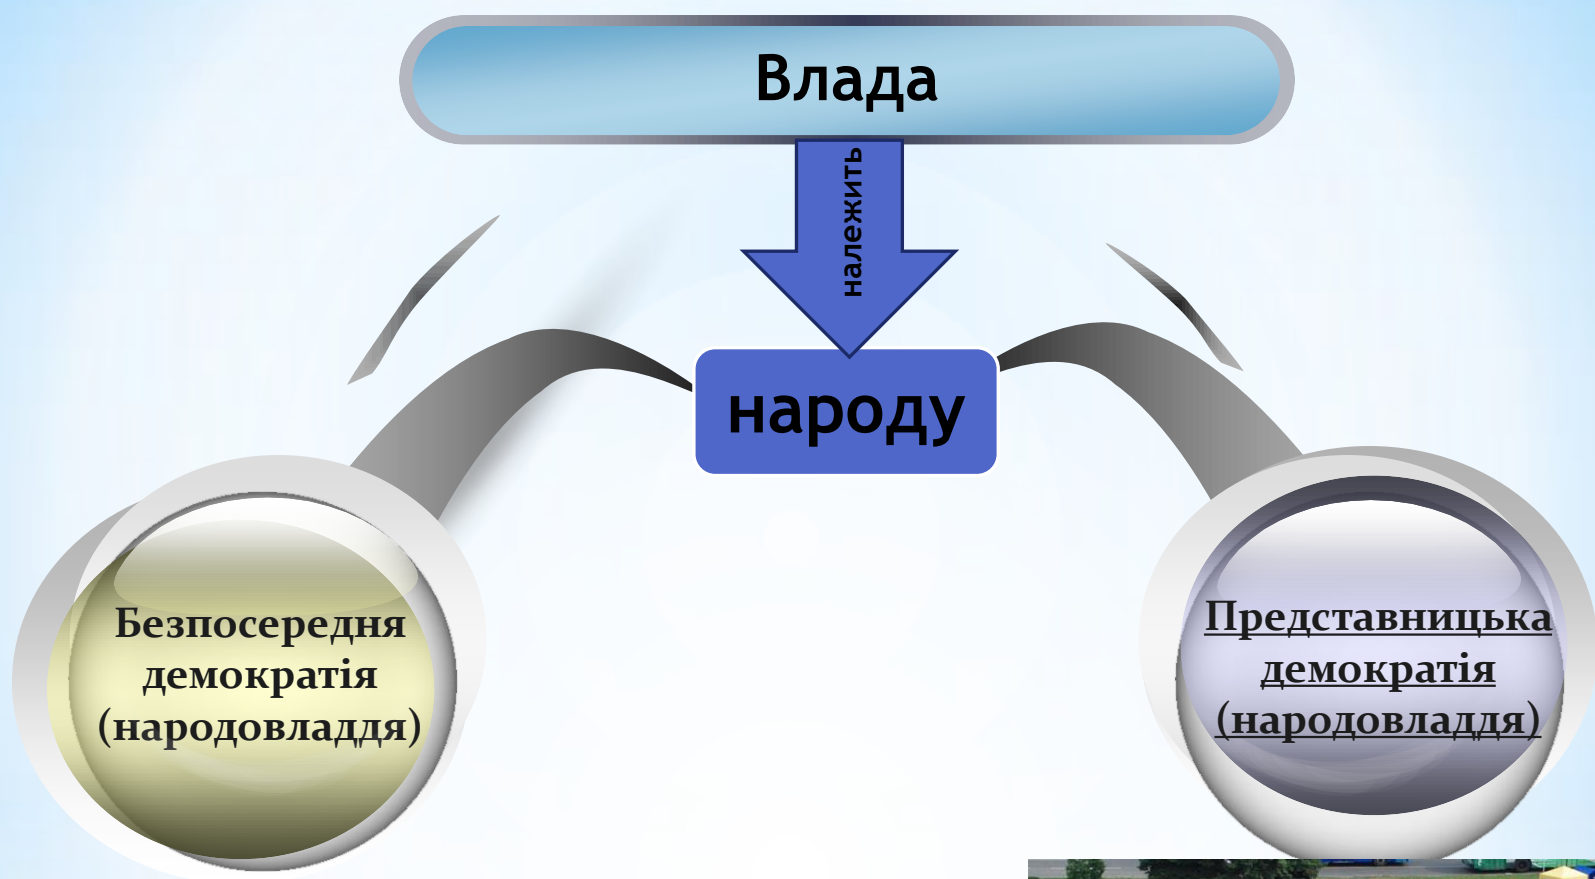 Влада
належить
народу
Безпосередня
демократія
(народовладдя)
Представницька
демократія
(народовладдя)